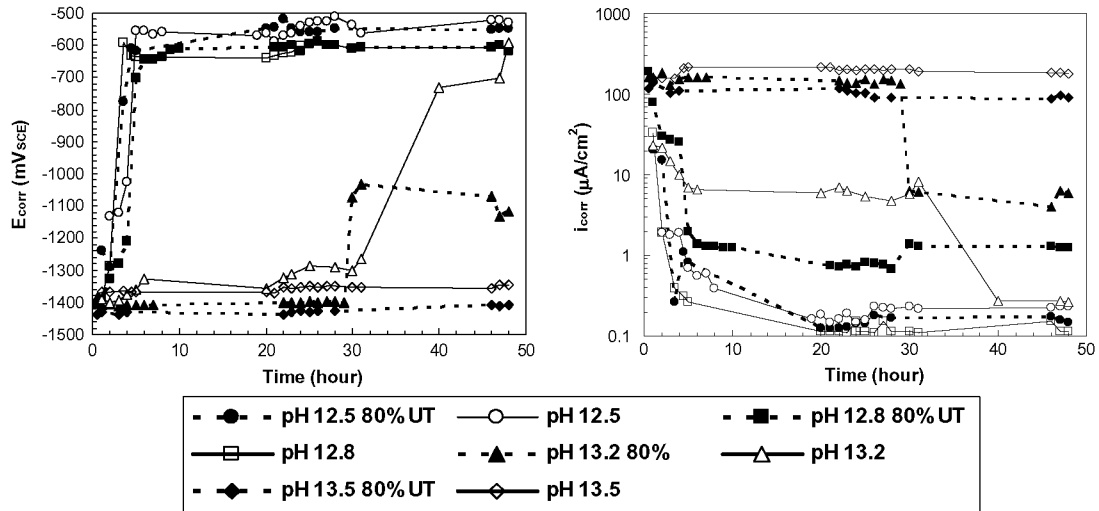 -500
-600
-700
-800
-900
-1000
-1100
-1200
-1300
-1400
-1500
Ecorr (mVSCE)
0 10 20 30 40 50
Time (hour)
1000
100
10
1
0.1
icorr (µA/cm²)
0 10 20 30 40 50
Time (hour)
pH 12.5 80% UT pH 12.5 pH 12.8 80% UT
pH 12.8 pH 13.2 80% pH 13.2
pH 13.5 80% UT pH 13.5